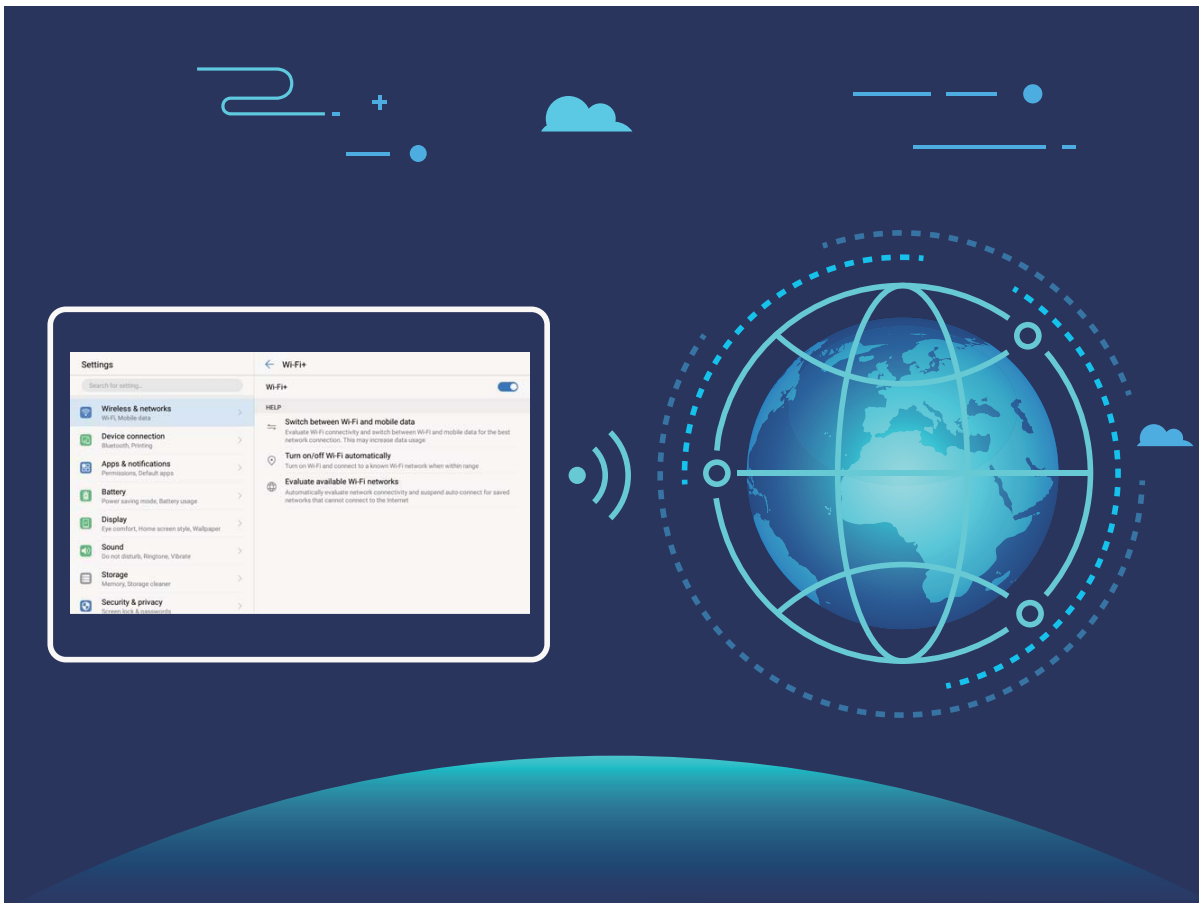 Settings
Search for setting..
Wireless & networks
Wi-Fi, Mobile data
Device connection
Bluetooth, Printing
Apps & notifications
Permissions, Default apps
Battery
Power saving mode, Battery usage
Display
Eye comfort, Home screen style, Wallpaper
Sound
Do not disturb, Ringtone, Vibrate
Storage
Memory, Storage cleaner
Security & privacy
Screen lock & passwords
Wi-Fi+
Wi-Fi+
HELP
Switch between Wi-Fi and mobile data
Evaluate Wi-Fi connectivity and switch between Wi-Fi and mobile data for the best
network connection. This may increase data usage
Turn on/off Wi-Fi automatically
Turn on Wi-Fi and connect to a known Wi-Fi network when within range
Evaluate available Wi-Fi networks
Automatically evaluate network connectivity and suspend auto-connect for saved
networks that cannot connect to the Internet